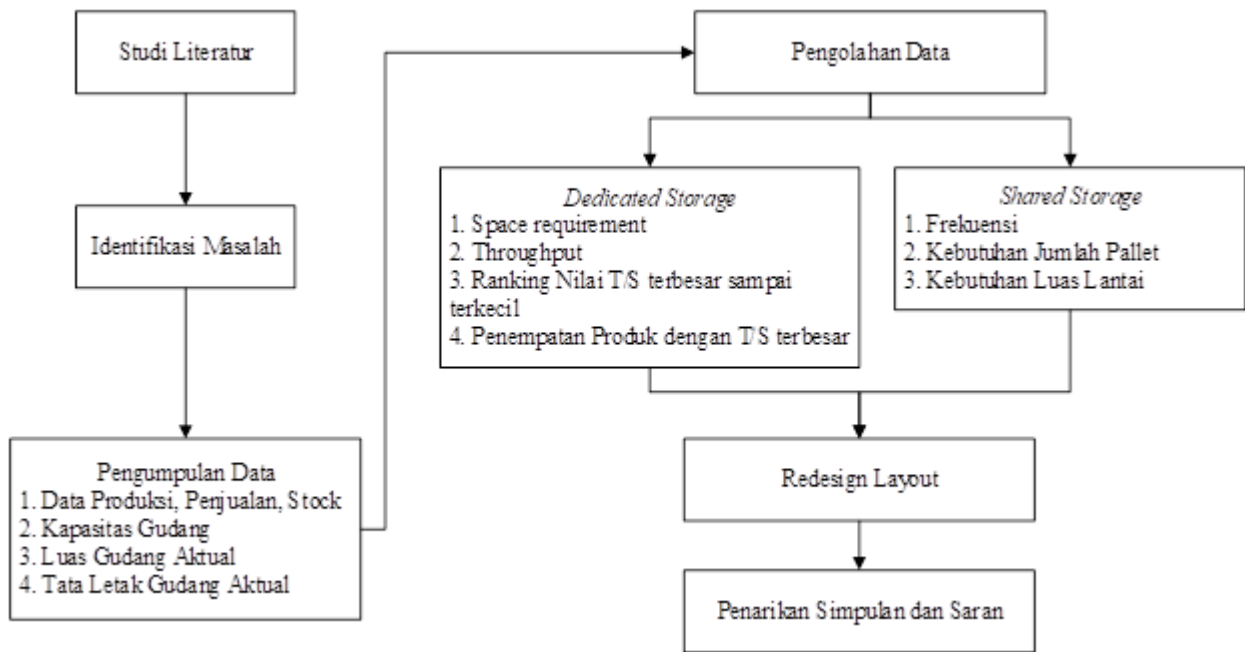 Studi Literatur
Identifikasi Masalah
Pengumpulan Data
1. Data Produksi, Penjualan, Stock
2. Kapasitas Gudang
3. Luas Gudang Aktual
4. Tata Letak Gudang Aktual
Pengolahan Data
Dedicated Storage
1. Space requirement
2. Throughput
3. Ranking Nilai T/S terbesar sampai
terkecil
4. Penempatan Produk dengan T/S terbesar
Shared Storage
1. Frekuensi
2. Kebutuhan Jumlah Pallet
3. Kebutuhan Luas Lantai
Redesign Layout
Penarikan Simpulan dan Saran